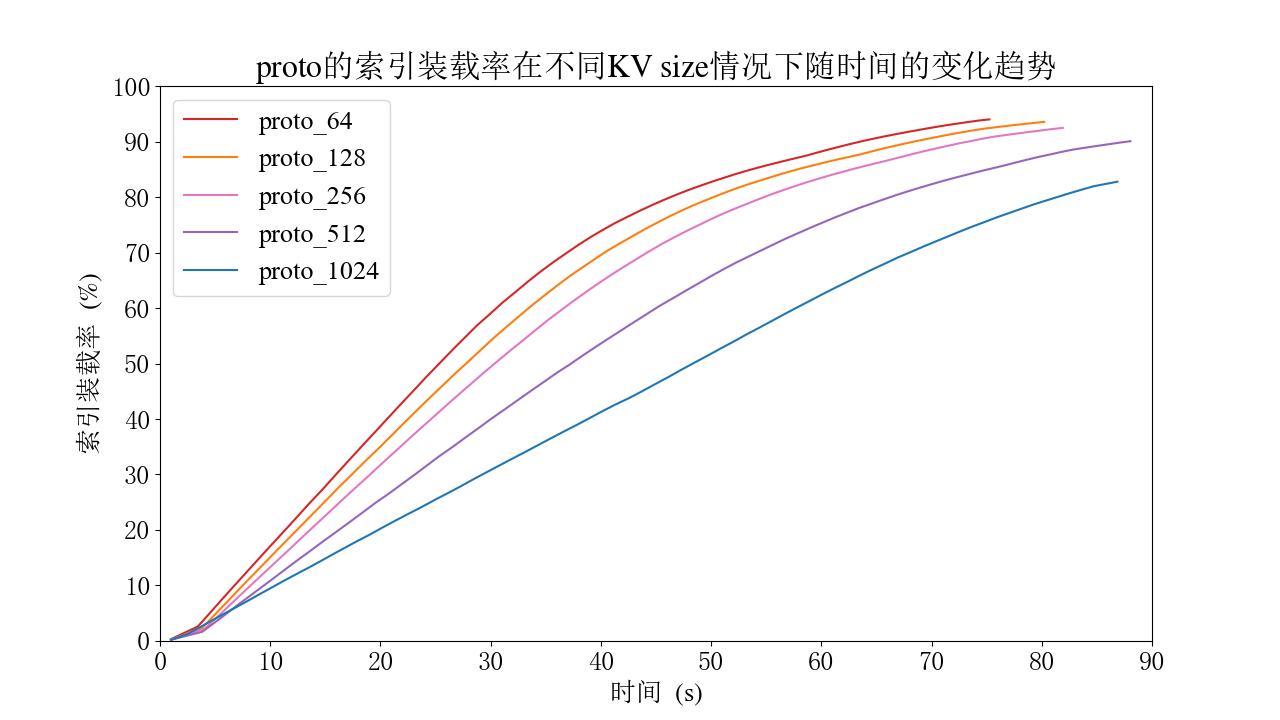 proto的索引装载率在不同KV size情况下随时间的变化趋势
100
90
80
70
60
50
40
30
20
10
0
索引装载率 (%)
proto_64
proto_128
proto_256
proto_512
proto_1024
0 10 20 30 40 50 60 70 80 90
时间 (s)